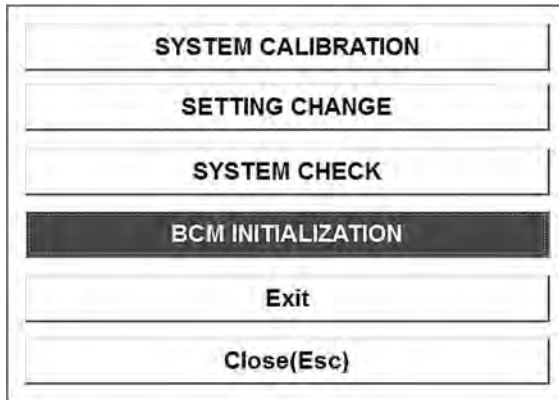 SYSTEM CALIBRATION
SETTING CHANGE
SYSTEM CHECK
BCM INITIALIZATION
Exit
Close(Esc)